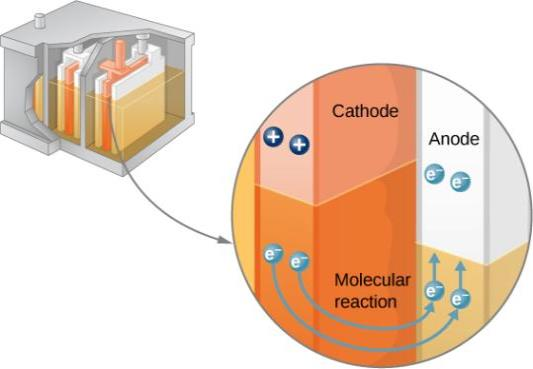 Cathode
Anode
+ +
e⁻ e⁻
e⁻ e⁻
Molecular
reaction
e⁻ e⁻